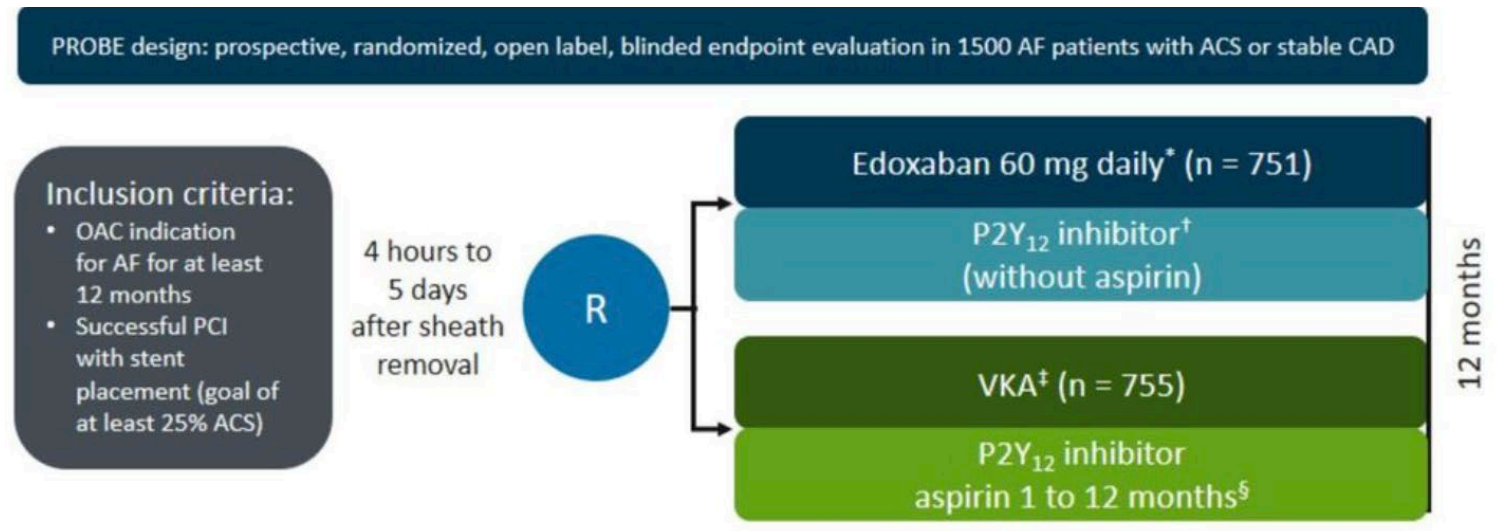 PROBE design: prospective, randomized, open label, blinded endpoint evaluation in 1500 AF patients with ACS or stable CAD
Inclusion criteria:
• OAC indication
for AF for at least
12 months
• Successful PCI
with stent
placement (goal of
at least 25% ACS)
4 hours to
5 days
after sheath
removal
R
Edoxaban 60 mg daily* (n = 751)
P2Y₁₂ inhibitor†
(without aspirin)
VKA‡ (n = 755)
P2Y₁₂ inhibitor
aspirin 1 to 12 months§
12 months